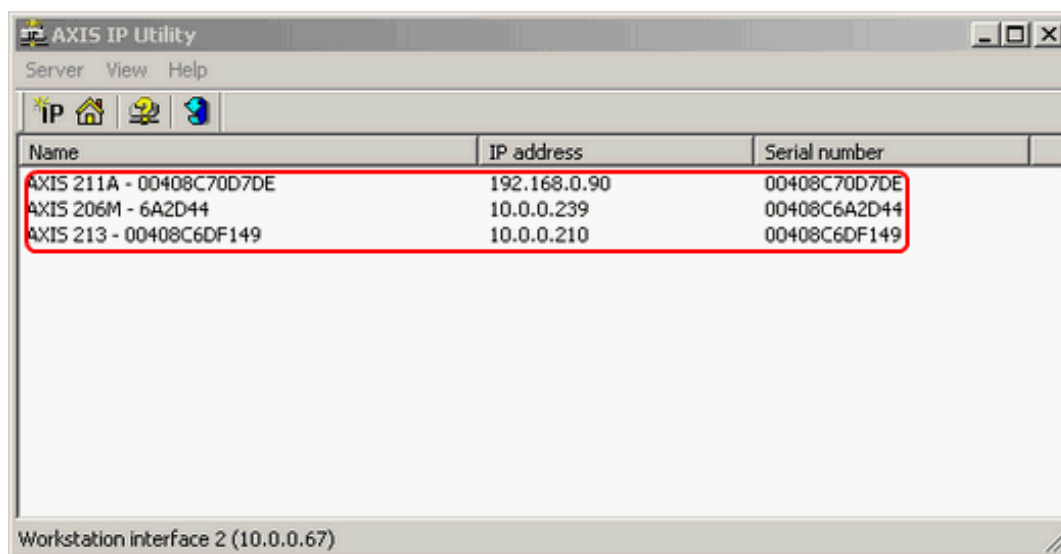 AXIS IP Utility
Server View Help
IP
Name IP address Serial number
AXIS 211A - 00408C70D7DE 192.168.0.90 00408C70D7DE
AXIS 206M - 6A2D44 10.0.0.239 00408C6A2D44
AXIS 213 - 00408C6DF149 10.0.0.210 00408C6DF149
Workstation interface 2 (10.0.0.67)